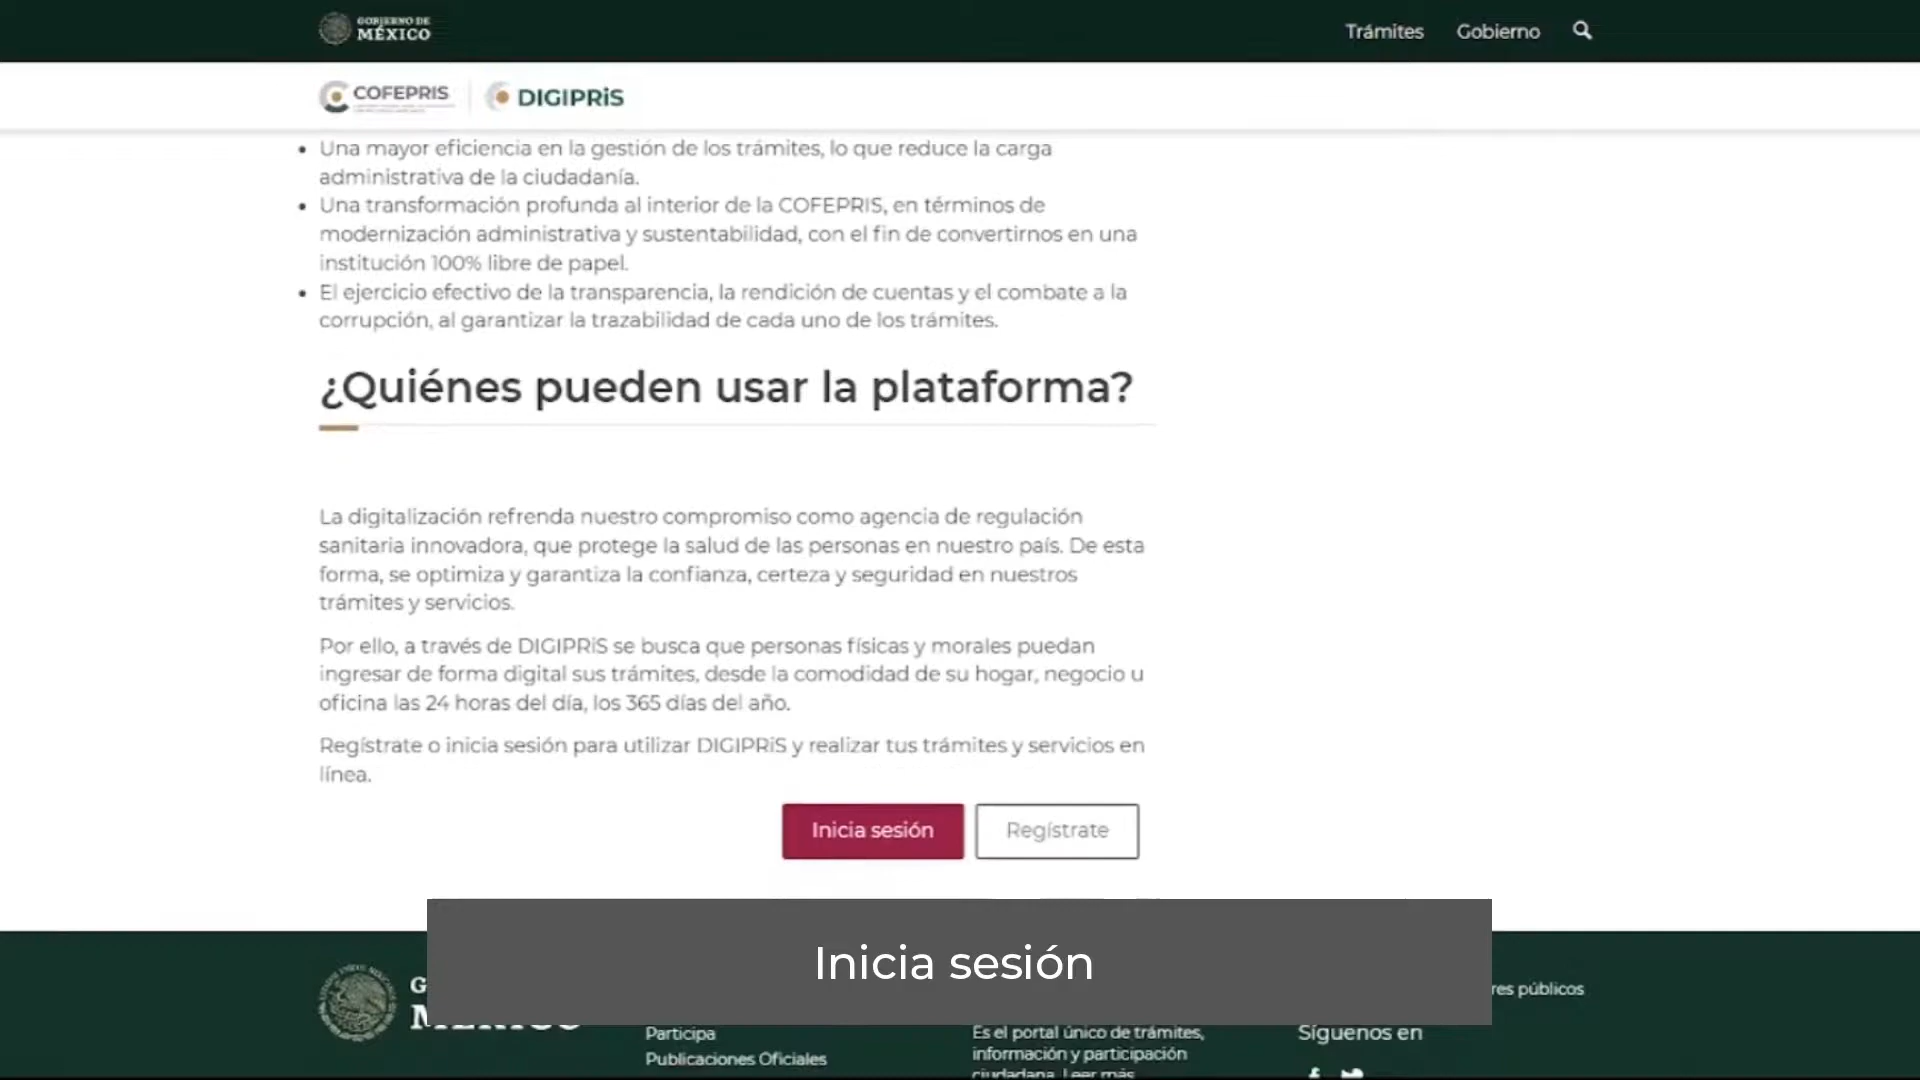 GOBIERNO DE
MÉXICO
Trámites
Gobierno
COFEPRIS
DIGIPRiS
• Una mayor eficiencia en la gestión de los trámites, lo que reduce la carga
administrativa de la ciudadanía.
• Una transformación profunda al interior de la COFEPRIS, en términos de
modernización administrativa y sustentabilidad, con el fin de convertirnos en una
institución 100% libre de papel.
• El ejercicio efectivo de la transparencia, la rendición de cuentas y el combate a la
corrupción, al garantizar la trazabilidad de cada uno de los trámites.
¿Quiénes pueden usar la plataforma?
La digitalización refrenda nuestro compromiso como agencia de regulación
sanitaria innovadora, que protege la salud de las personas en nuestro país. De esta
forma, se optimiza y garantiza la confianza, certeza y seguridad en nuestros
trámites y servicios.
Por ello, a través de DIGIPRiS se busca que personas físicas y morales puedan
ingresar de forma digital sus trámites, desde la comodidad de su hogar, negocio u
oficina las 24 horas del día, los 365 días del año.
Regístrate o inicia sesión para utilizar DIGIPRiS y realizar tus trámites y servicios en
línea.
Inicia sesión
Regístrate
Inicia sesión
res públicos
Participa
Publicaciones Oficiales
Es el portal único de trámites,
información y participación
ciudadana. Leer más
Síguenos en